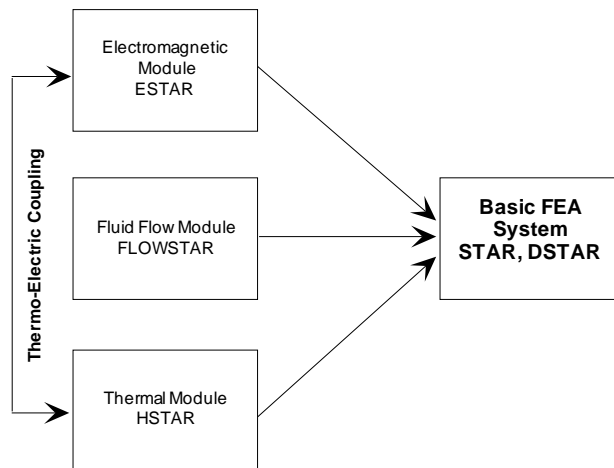 Electromagnetic
Module
ESTAR
Thermo-Electric Coupling
Fluid Flow Module
FLOWSTAR
Basic FEA
System
STAR, DSTAR
Thermal Module
HSTAR